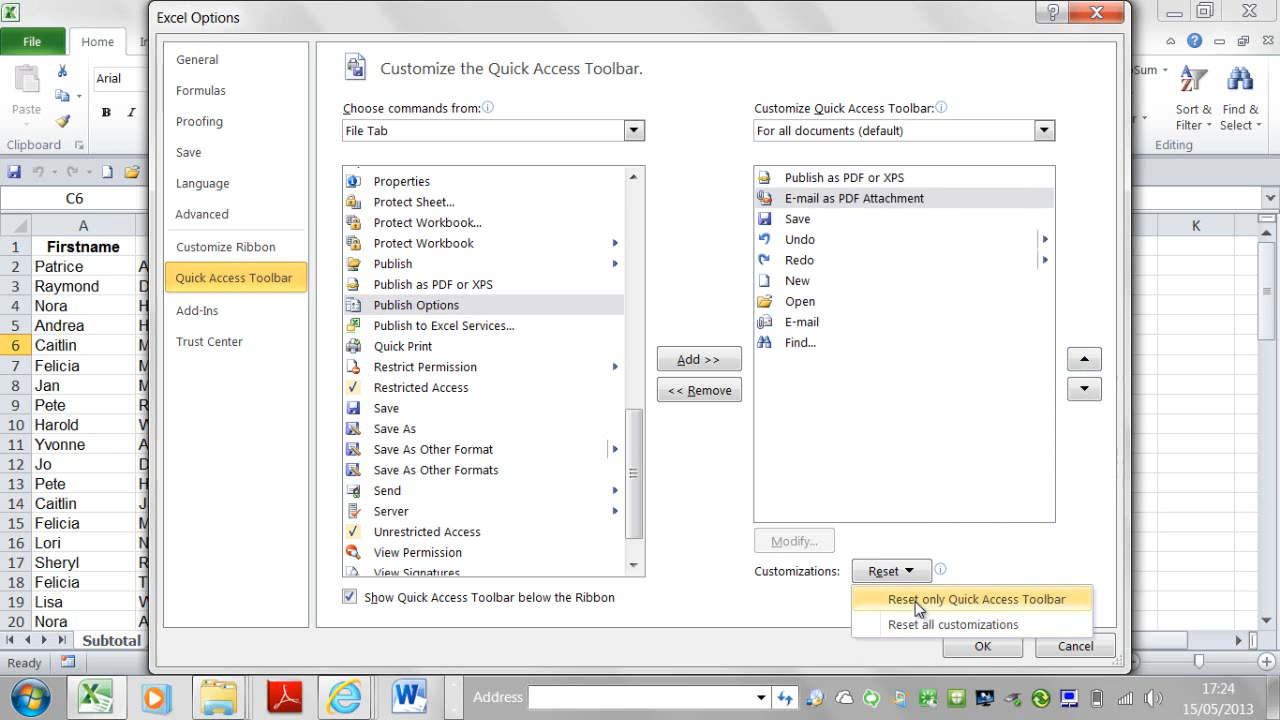 Excel Options
File
Home
In
Paste
Arial
B
I
Clipboard
Sum
Sort &
Filter
Find &
Select
Editing
C6
General
Formulas
Proofing
Save
Language
Advanced
Customize Ribbon
Quick Access Toolbar
Add-Ins
Trust Center
Customize the Quick Access Toolbar.
Choose commands from:
File Tab
Properties
Protect Sheet...
Protect Workbook...
Protect Workbook
Publish
Publish as PDF or XPS
Publish Options
Publish to Excel Services...
Quick Print
Restrict Permission
Restricted Access
Save
Save As
Save As Other Format
Save As Other Formats
Send
Server
Unrestricted Access
View Permission
View Signatures
Show Quick Access Toolbar below the Ribbon
Add >>
<< Remove
Customize Quick Access Toolbar:
For all documents (default)
Publish as PDF or XPS
E-mail as PDF Attachment
Save
Undo
Redo
New
Open
E-mail
Find...
Modify...
Customizations:
Reset
Reset only Quick Access Toolbar
Reset all customizations
OK
Cancel
A
K
1 Firstname
2 Patrice A
3 Raymond D
4 Nora H
5 Andrea H
6 Caitlin M
7 Felicia M
8 Jan M
9 Pete R
10 Harold W
11 Yvonne A
12 Jo D
13 Pete H
14 Caitlin J
15 Felicia M
16 Lori N
17 Sheryl F
18 Felicia T
19 Lisa W
20 Nora H
Subtotal
Ready
Address
17:24
15/05/2013